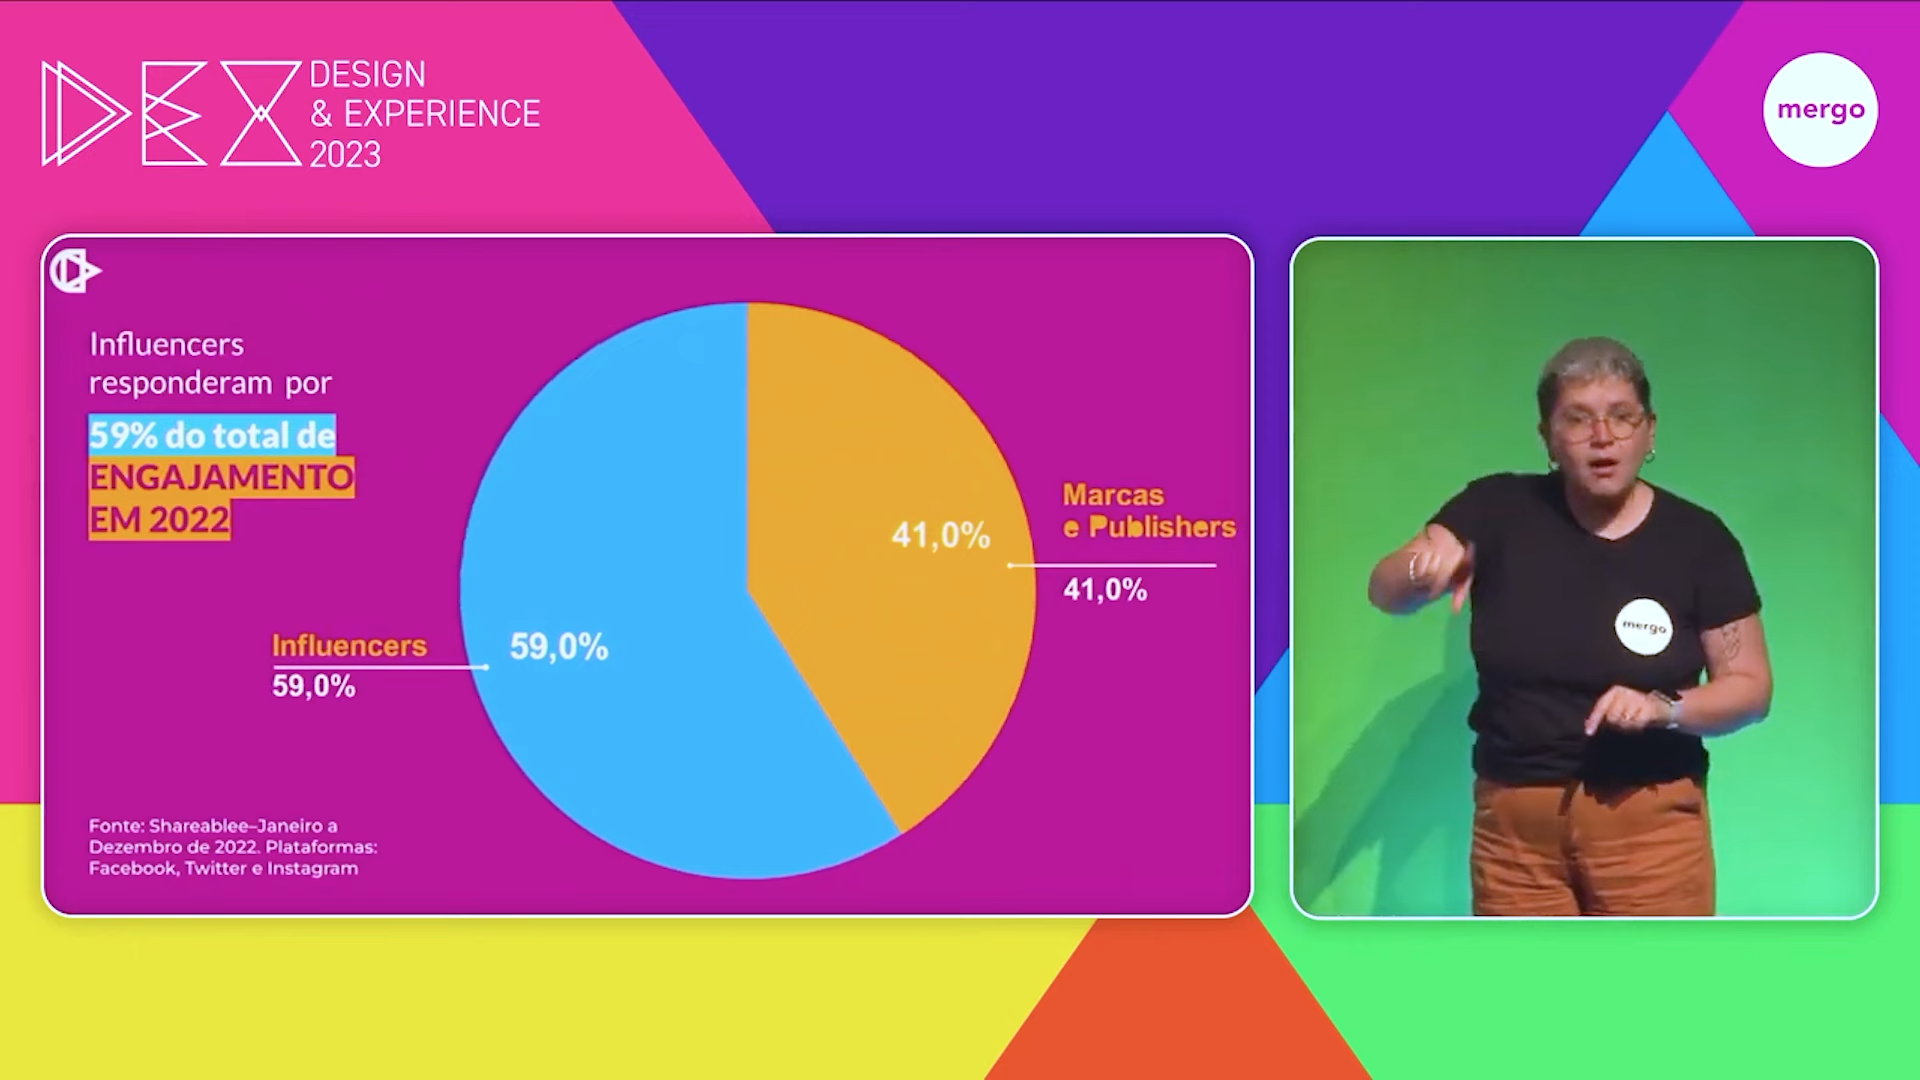 DEX
DESIGN
& EXPERIENCE
2023
mergo
Influencers
responderam por
59% do total de
ENGAJAMENTO
EM 2022
41,0%
Marcas
e Publishers
41,0%
Influencers
59,0%
59,0%
Fonte: Shareablee–Janeiro a
Dezembro de 2022. Plataformas:
Facebook, Twitter e Instagram
mergo